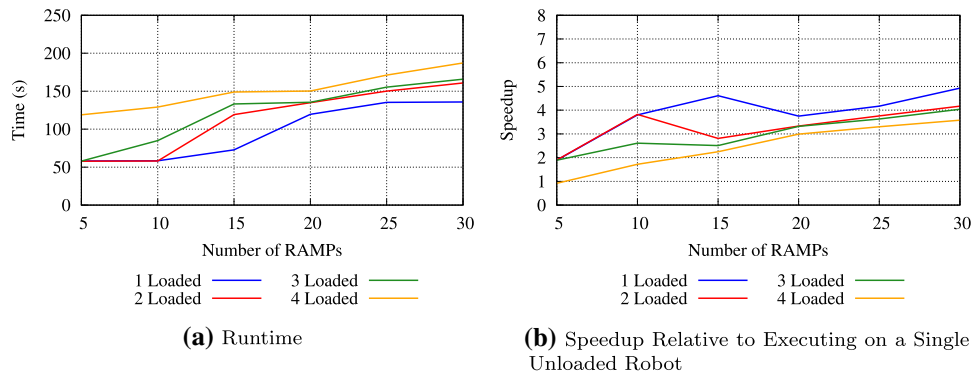 250
200
150
100
50
0
Time (s)
5 10 15 20 25 30
Number of RAMPs
1 Loaded 3 Loaded
2 Loaded 4 Loaded
(a) Runtime
8
7
6
5
4
3
2
1
0
Speedup
5 10 15 20 25 30
Number of RAMPs
1 Loaded 3 Loaded
2 Loaded 4 Loaded
(b) Speedup Relative to Executing on a Single
Unloaded Robot